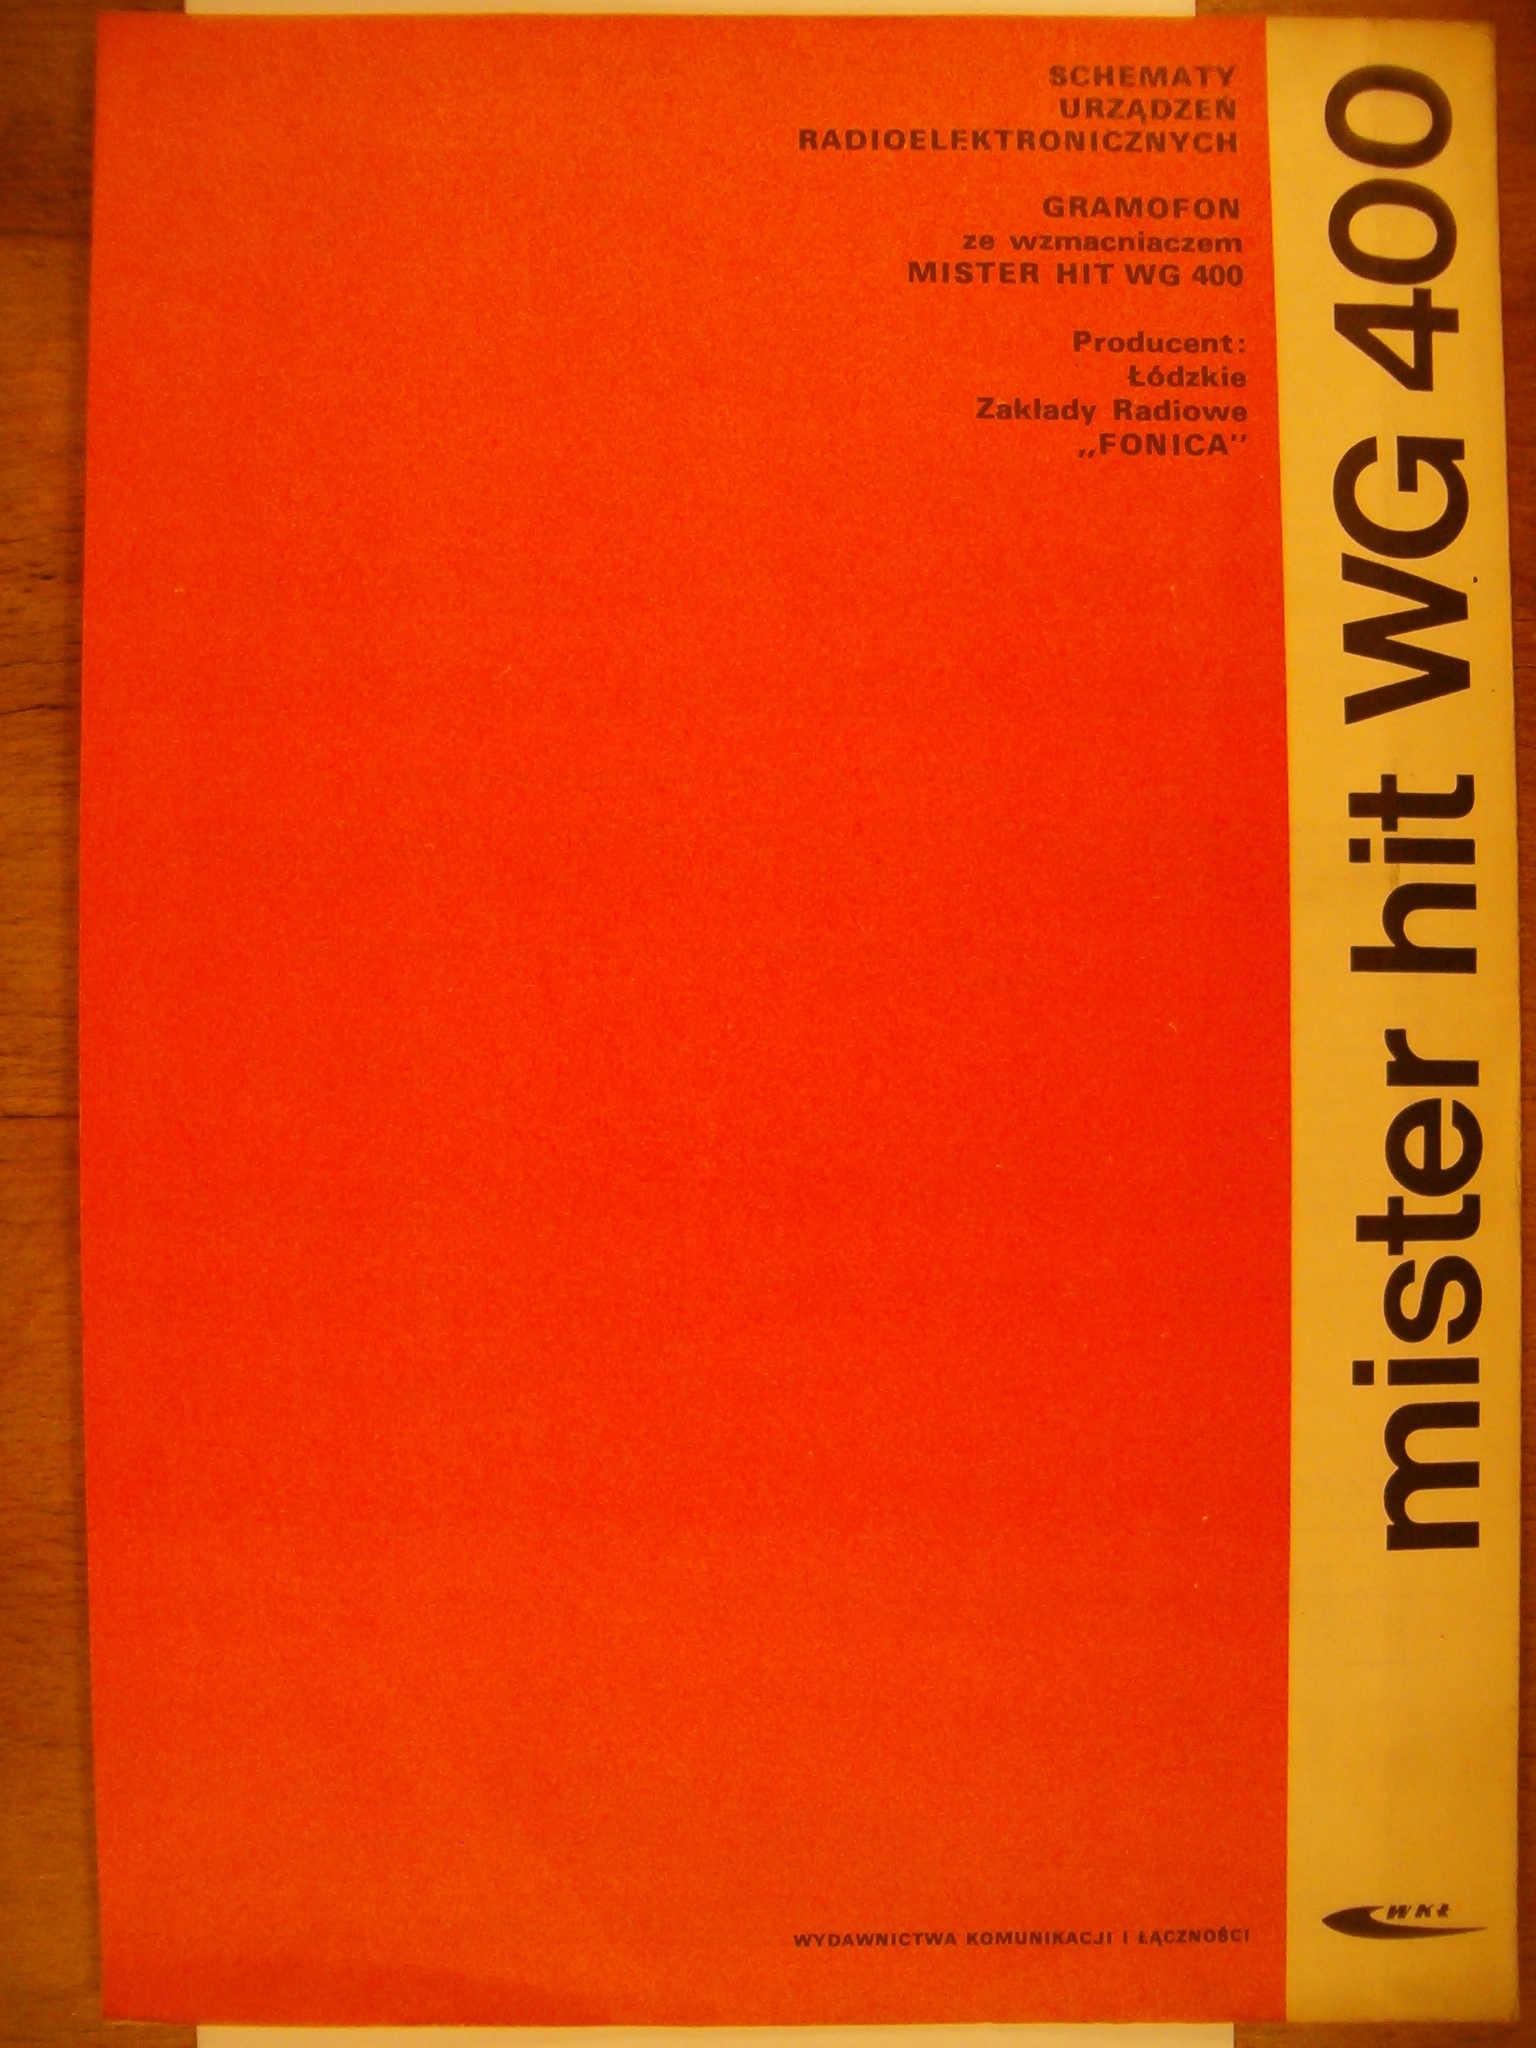 SCHEMATY
URZĄDZEŃ
RADIOELEKTRONICZNYCH
GRAMOFON
ze wzmacniaczem
MISTER HIT WG 400
Producent:
Łódzkie
Zakłady Radiowe
„FONICA”
mister hit WG 400
WYDAWNICTWA KOMUNIKACJI I ŁĄCZNOŚCI
WKŁ